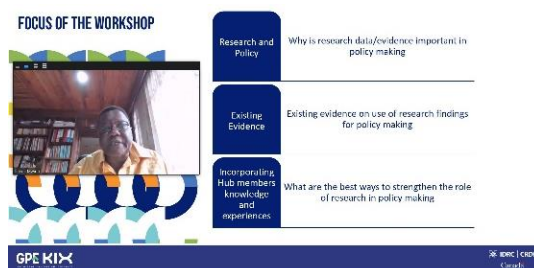 FOCUS OF THE WORKSHOP
Research and
Policy
Why is research data/evidence important in
policy making
Existing
Evidence
Existing evidence on use of research findings
for policy making
Incorporating
Hub members
knowledge
and
experiences
What are the best ways to strengthen the role
of research in policy making
GPE KIX
IDRC | CRDI
Canada